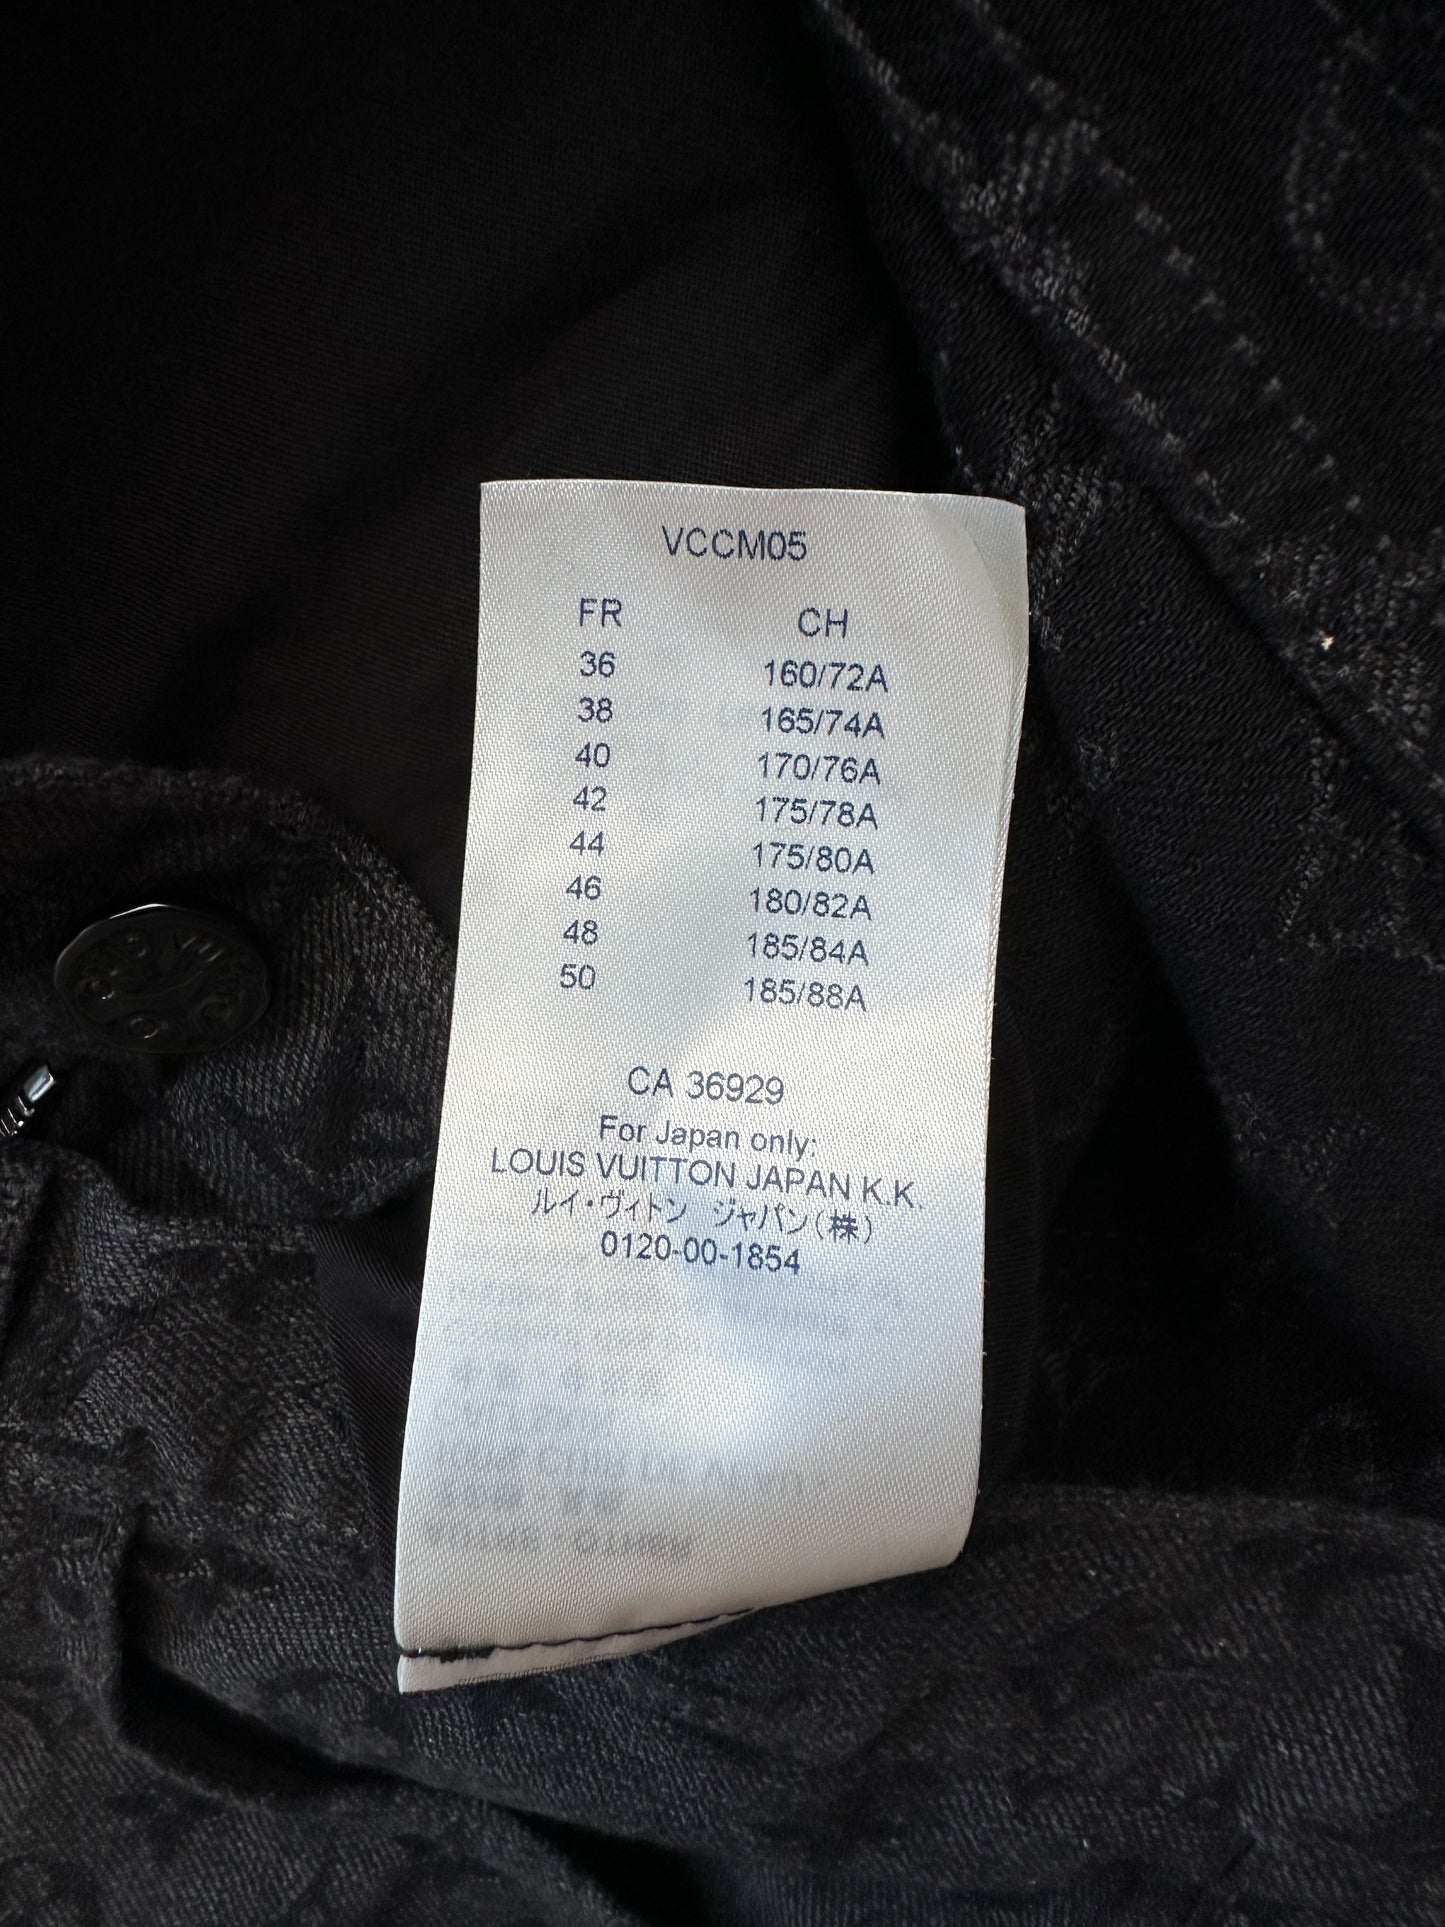 VCCM05
FR CH
36 160/72A
38 165/74A
40 170/76A
42 175/78A
44 175/80A
46 180/82A
48 185/84A
50 185/88A
CA 36929
For Japan only:
LOUIS VUITTON JAPAN K.K.
ルイ・ヴィトン ジャパン(株)
0120-00-1854